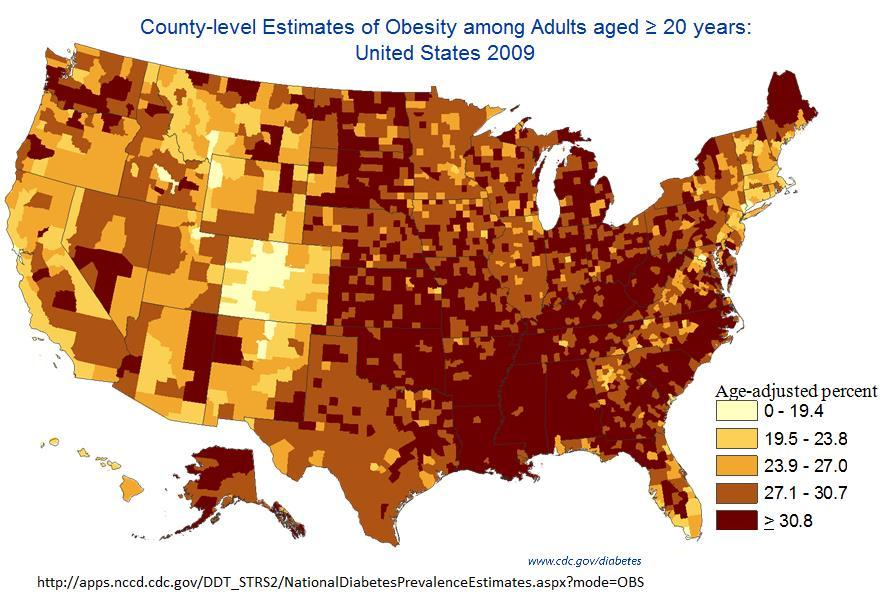 County-level Estimates of Obesity among Adults aged ≥ 20 years:
United States 2009
Age-adjusted percent
0 - 19.4
19.5 - 23.8
23.9 - 27.0
27.1 - 30.7
≥ 30.8
www.cdc.gov/diabetes
http://apps.nccd.cdc.gov/DDT_STRS2/NationalDiabetesPrevalenceEstimates.aspx?mode=OBS